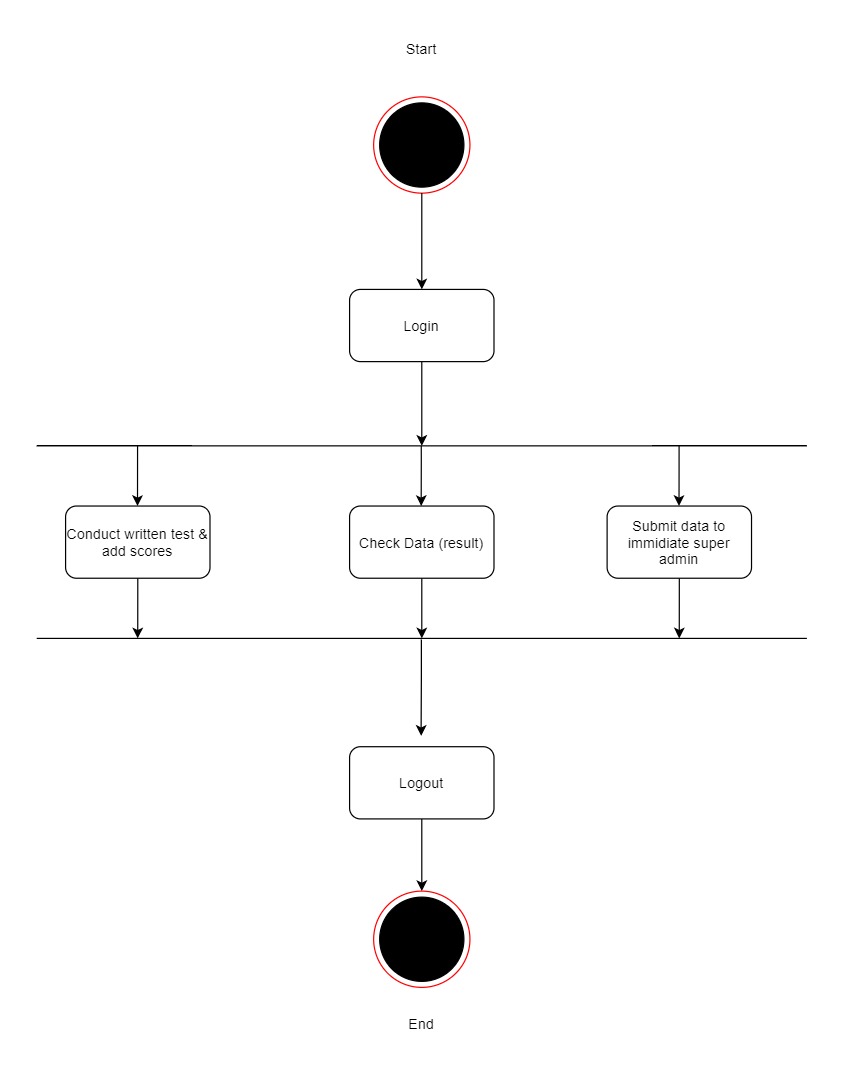 Start
Login
Conduct written test &
add scores
Check Data (result)
Submit data to
immidiate super
admin
Logout
End